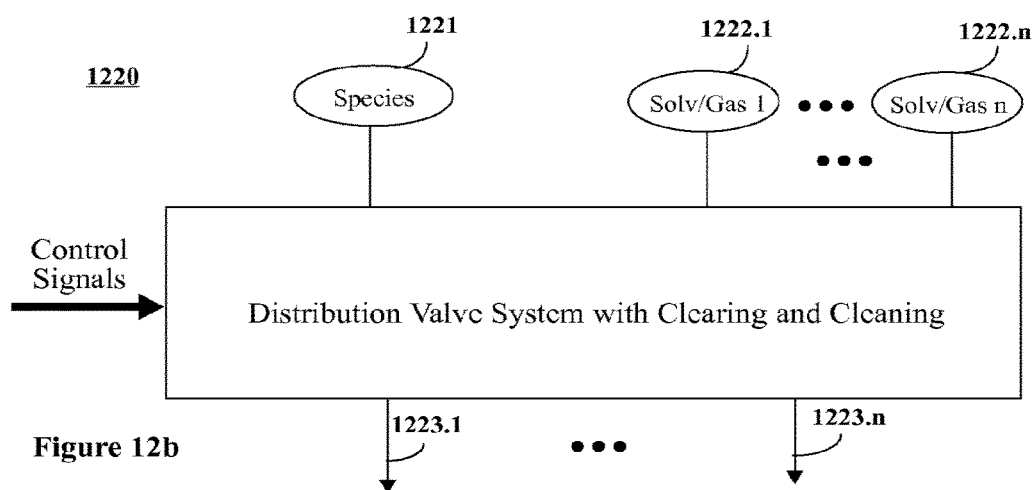 1221
1222.1
1222.n
1220
Species
Solv/Gas 1
Solv/Gas n
Control
Signals
Distribution Valve System with Clearing and Cleaning
1223.1
1223.n
Figure 12b